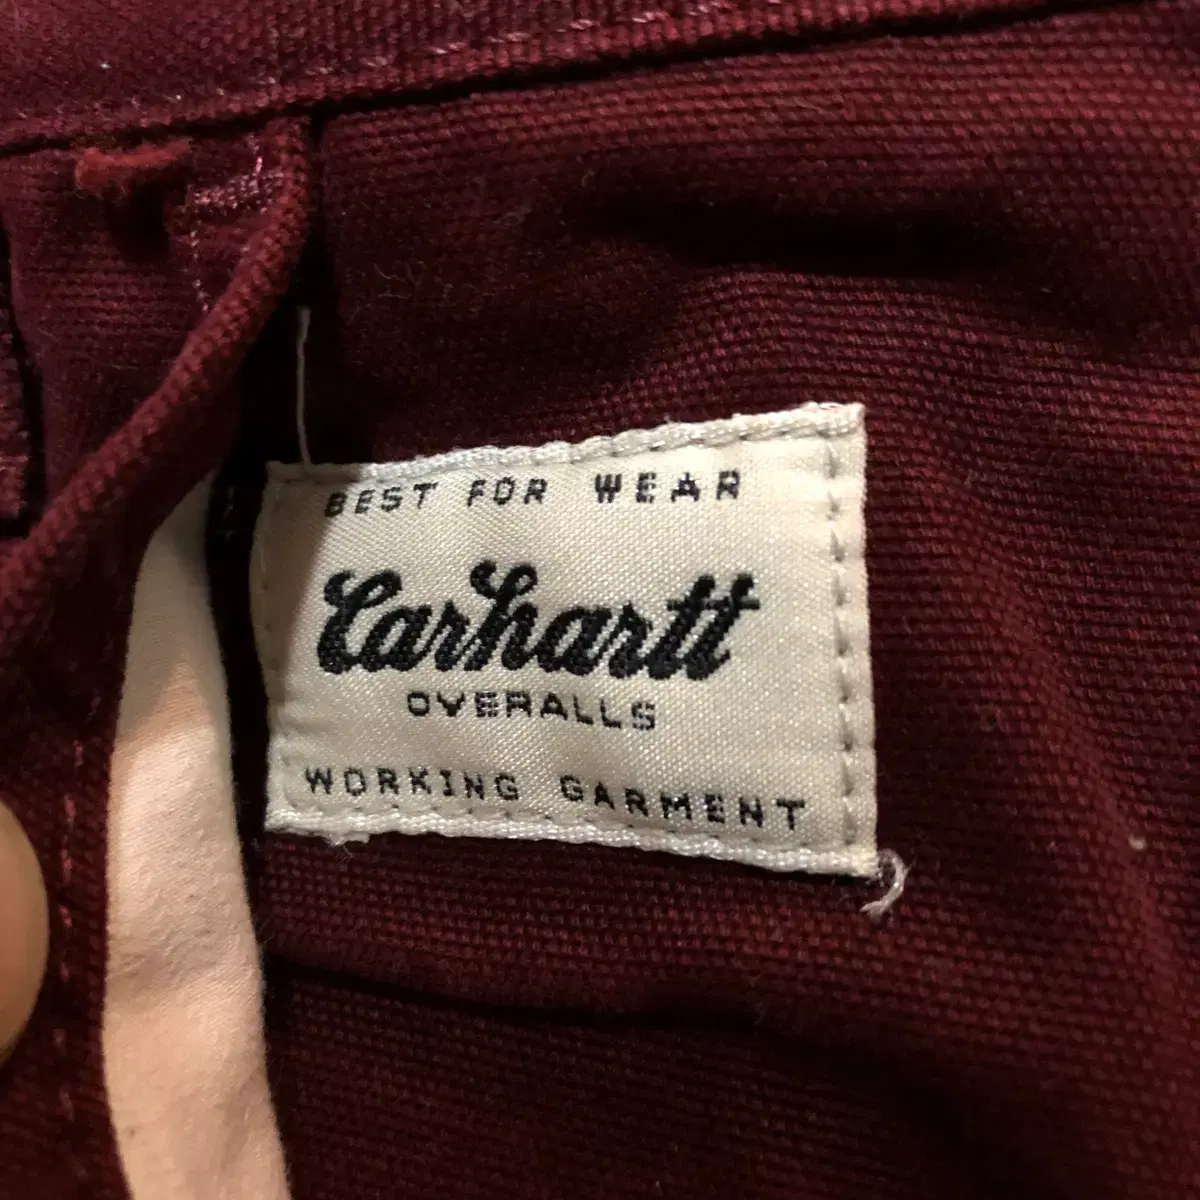 BEST FOR WEAR
Carhartt
OVERALLS
WORKING GARMENT